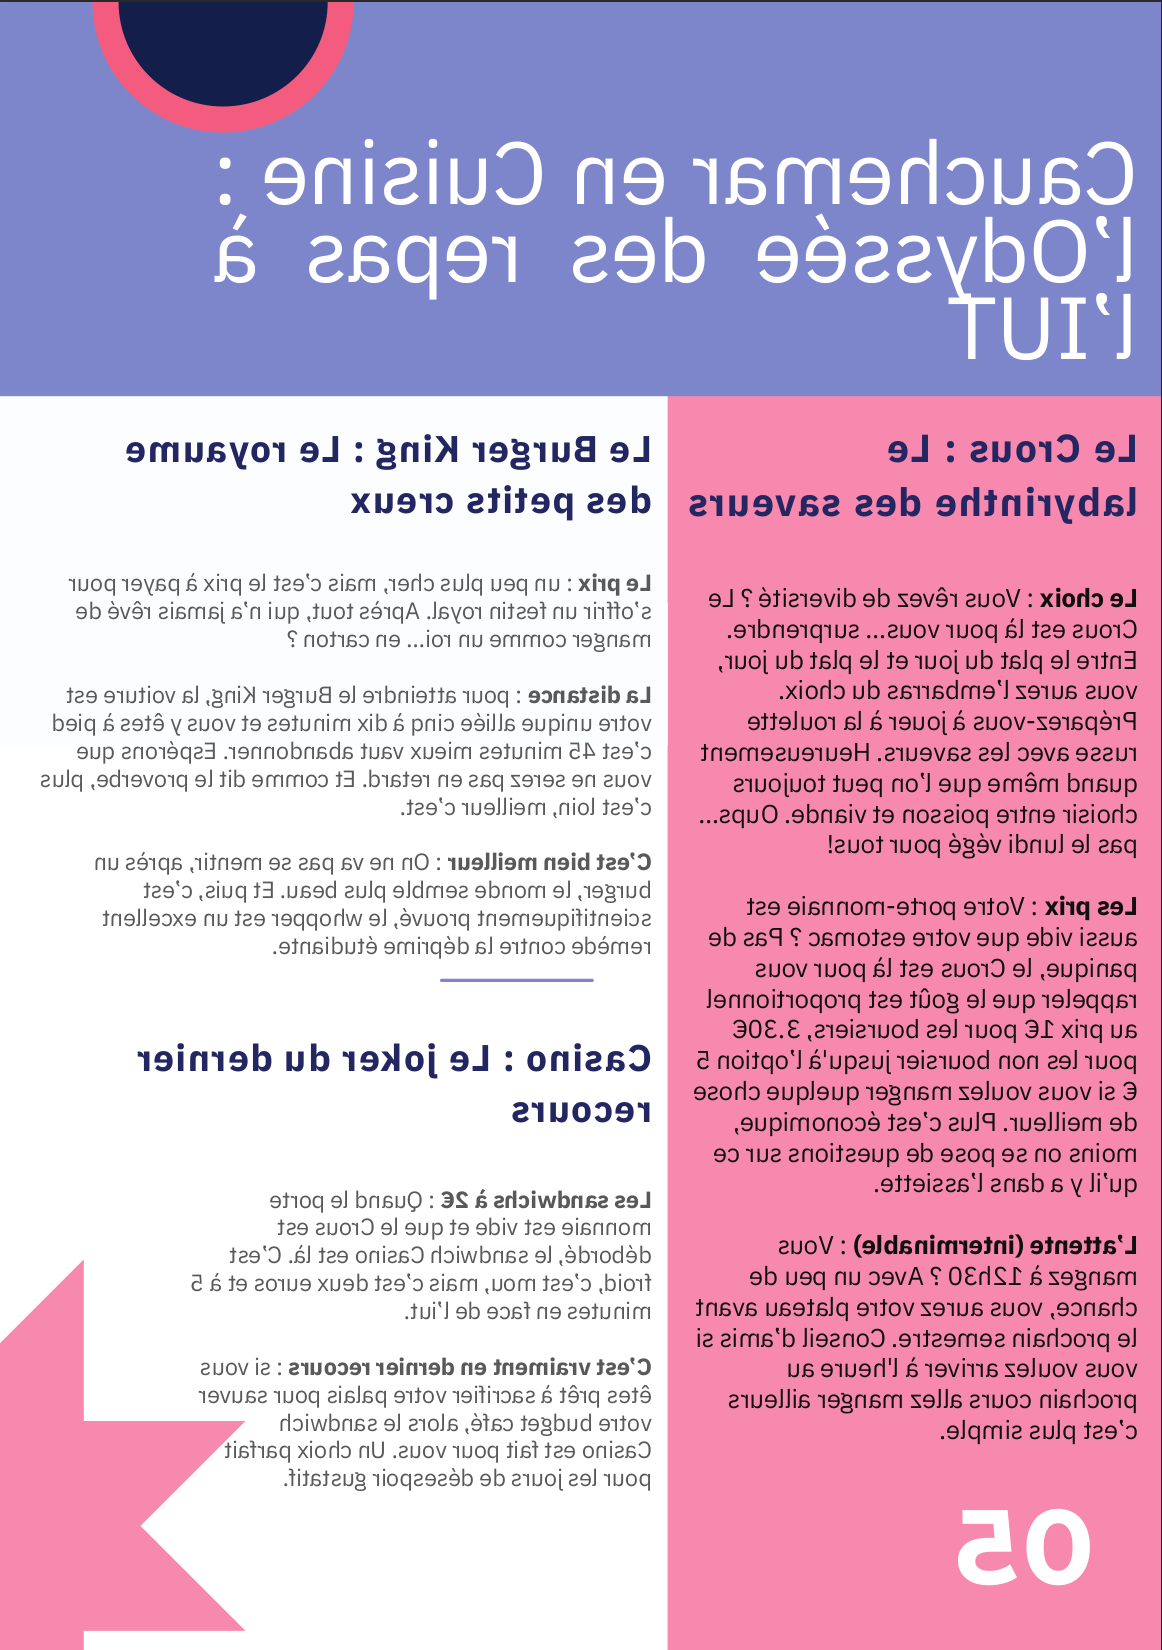 Cauchemar en Cuisine :
l’Odyssée des repas à
l’IUT
Le Crous : Le
labyrinthe des saveurs
Le choix : Vous rêvez de diversité ? Le
Crous est là pour vous... surprendre.
Entre le plat du jour et le plat du jour,
vous aurez l’embarras du choix.
Préparez-vous à jouer à la roulette
russe avec les saveurs. Heureusement
quand même que l’on peut toujours
choisir entre poisson et viande. Oups...
pas le lundi végé pour tous!
Les prix : Votre porte-monnaie est
aussi vide que votre estomac ? Pas de
panique, le Crous est là pour vous
rappeler que le goût est proportionnel
au prix 1€ pour les boursiers, 3.30€
pour les non boursier jusqu'à l’option 5
€ si vous voulez manger quelque chose
de meilleur. Plus c’est économique,
moins on se pose de questions sur ce
qu’il y a dans l’assiette.
L’attente (interminable) : Vous
mangez à 12h30 ? Avec un peu de
chance, vous aurez votre plateau avant
le prochain semestre. Conseil d’amis si
vous voulez arriver à l'heure au
prochain cours allez manger ailleurs
c’est plus simple.
05
Le Burger King : Le royaume
des petits creux
Le prix : un peu plus cher, mais c’est le prix à payer pour
s’offrir un festin royal. Après tout, qui n’a jamais rêvé de
manger comme un roi... en carton ?
La distance : pour atteindre le Burger King, la voiture est
votre unique alliée cinq à dix minutes et vous y êtes à pied
c’est 45 minutes mieux vaut abandonner. Espérons que
vous ne serez pas en retard. Et comme dit le proverbe, plus
c’est loin, meilleur c’est.
C’est bien meilleur : On ne va pas se mentir, après un
burger, le monde semble plus beau. Et puis, c’est
scientifiquement prouvé, le whopper est un excellent
remède contre la déprime étudiante.
Casino : Le joker du dernier
recours
Les sandwichs à 2€ : Quand le porte
monnaie est vide et que le Crous est
débordé, le sandwich Casino est là. C’est
froid, c’est mou, mais c’est deux euros et à 5
minutes en face de l’iut.
C’est vraiment en dernier recours : si vous
êtes prêt à sacrifier votre palais pour sauver
votre budget café, alors le sandwich
Casino est fait pour vous. Un choix parfait
pour les jours de désespoir gustatif.